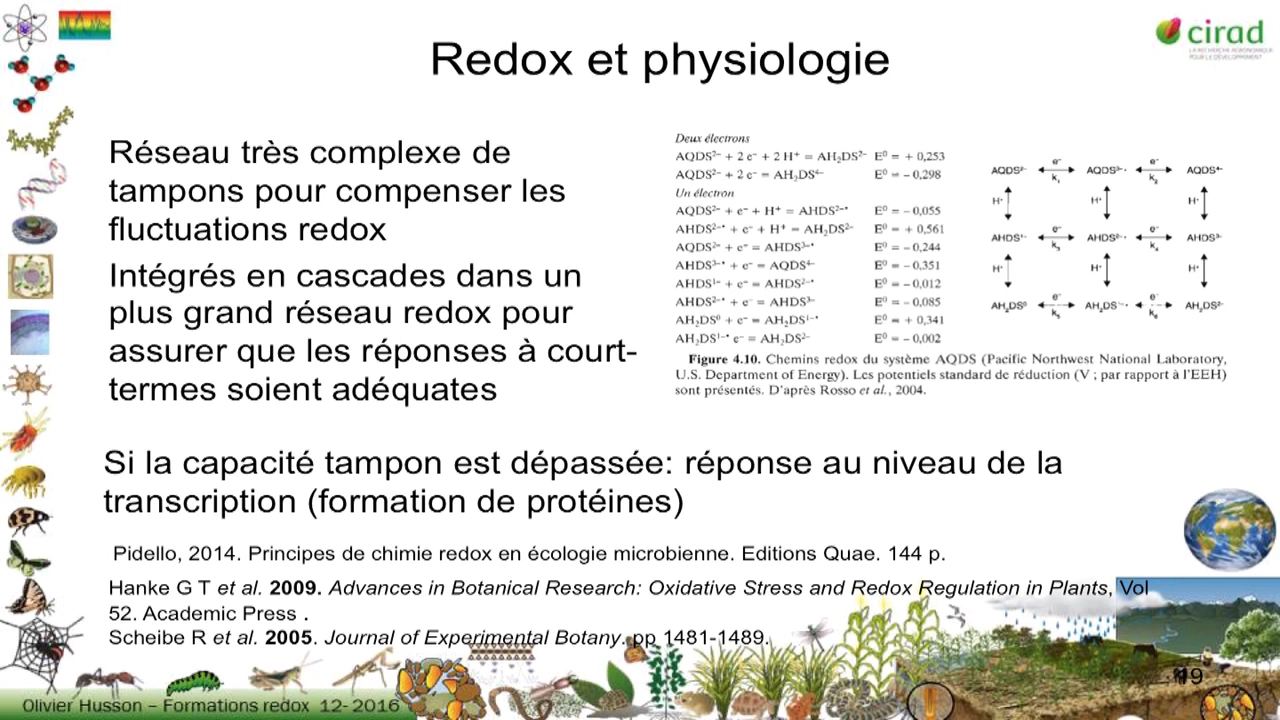 cirad
LA RECHERCHE AGRONOMIQUE
POUR LE DÉVELOPPEMENT
Redox et physiologie
Réseau très complexe de
tampons pour compenser les
fluctuations redox
Intégrés en cascades dans un
plus grand réseau redox pour
assurer que les réponses à court-
termes soient adéquates
Deux électrons
AQDS²⁻ + 2 e⁻ + 2 H⁺ = AH₂DS²⁻ E⁰ = + 0,253
AQDS²⁻ + 2 e⁻ = AH₂DS⁴⁻ E⁰ = – 0,298
Un électron
AQDS²⁻ + e⁻ + H⁺ = AHDS²⁻• E⁰ = – 0,055
AHDS²⁻• + e⁻ + H⁺ = AH₂DS²⁻ E⁰ = + 0,561
AQDS²⁻ + e⁻ = AHDS³⁻• E⁰ = – 0,244
AHDS³⁻• + e⁻ = AQDS⁴⁻ E⁰ = – 0,351
AHDS¹⁻ + e⁻ = AHDS²⁻• E⁰ = – 0,012
AHDS²⁻• + e⁻ = AHDS³⁻ E⁰ = – 0,085
AH₂DS⁰ + e⁻ = AH₂DS¹⁻• E⁰ = + 0,341
AH₂DS¹⁻• e⁻ = AH₂DS²⁻ E⁰ = – 0,002
e⁻ e⁻
AQDS²⁻ AQDS³⁻· AQDS⁴⁻
k₁ k₂
H⁺ H⁺ H⁺
e⁻ e⁻
AHDS¹⁻ AHDS²⁻· AHDS³⁻
k₃ k₄
H⁺ H⁺ H⁺
e⁻ e⁻
AH₂DS⁰ AH₂DS¹⁻· AH₂DS²⁻
k₅ k₆
Figure 4.10. Chemins redox du système AQDS (Pacific Northwest National Laboratory,
U.S. Department of Energy). Les potentiels standard de réduction (V ; par rapport à l'EEH)
sont présentés. D'après Rosso et al., 2004.
Si la capacité tampon est dépassée: réponse au niveau de la
transcription (formation de protéines)
Pidello, 2014. Principes de chimie redox en écologie microbienne. Editions Quae. 144 p.
Hanke G T et al. 2009. Advances in Botanical Research: Oxidative Stress and Redox Regulation in Plants, Vol
52. Academic Press .
Scheibe R et al. 2005. Journal of Experimental Botany. pp 1481-1489.
Olivier Husson – Formations redox 12- 2016